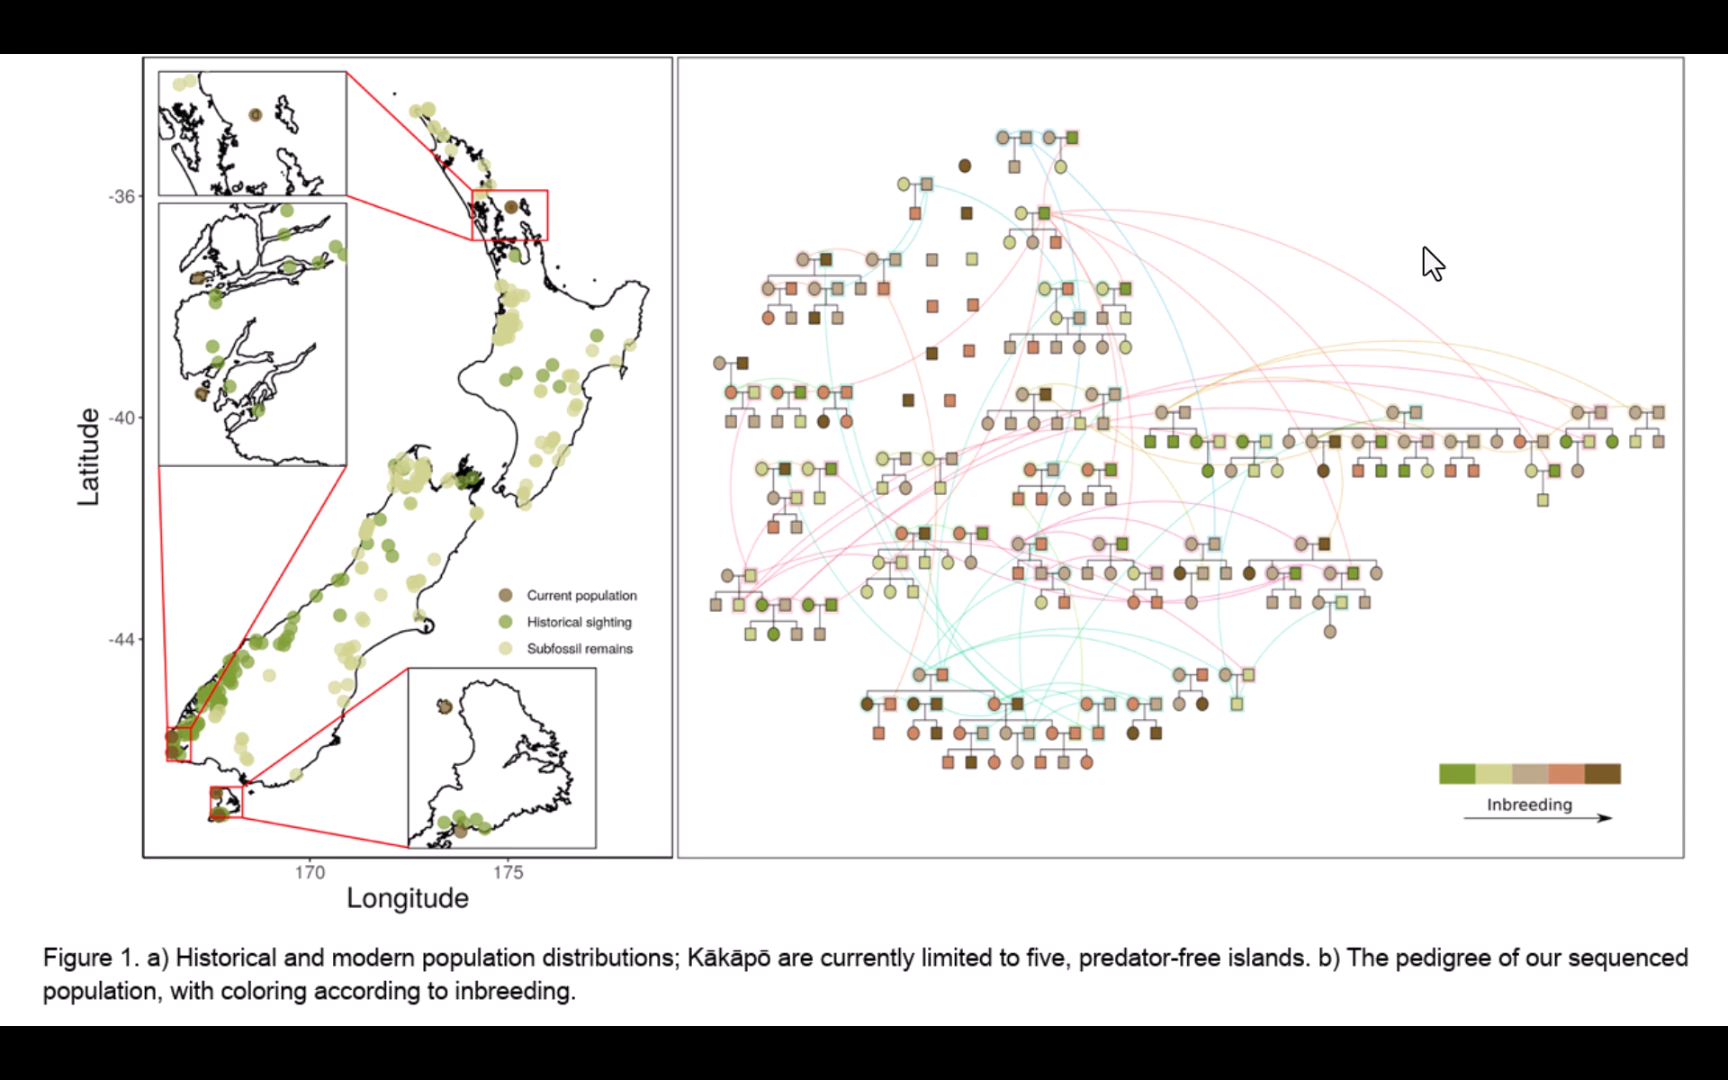 -36
-40
-44
Latitude
170
175
Longitude
Current population
Historical sighting
Subfossil remains
Inbreeding
Figure 1. a) Historical and modern population distributions; Kākāpō are currently limited to five, predator-free islands. b) The pedigree of our sequenced
population, with coloring according to inbreeding.